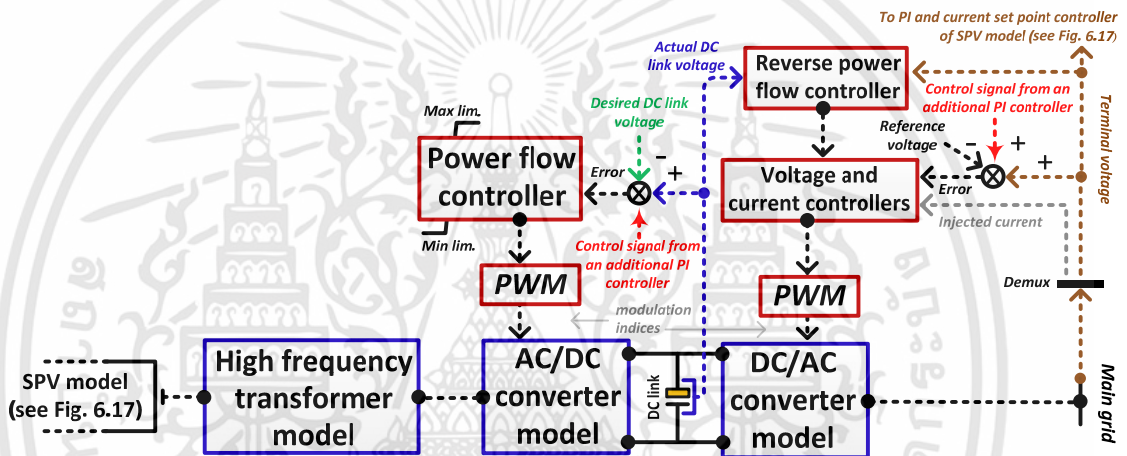 To PI and current set point controller
of SPV model (see Fig. 6.17)
Actual DC
link voltage
Reverse power
flow controller
Control signal from an
additional PI controller
Terminal voltage
Desired DC link
voltage
Max lim.
Reference
voltage
-
+
+
Power flow
controller
Error
-
+
Voltage and
current controllers
Error
Injected current
Min lim.
Control signal from
an additional PI
controller
PWM
PWM
Demux
modulation
indices
SPV model
(see Fig. 6.17)
High frequency
transformer
model
AC/DC
converter
model
DC link
DC/AC
converter
model
Main grid